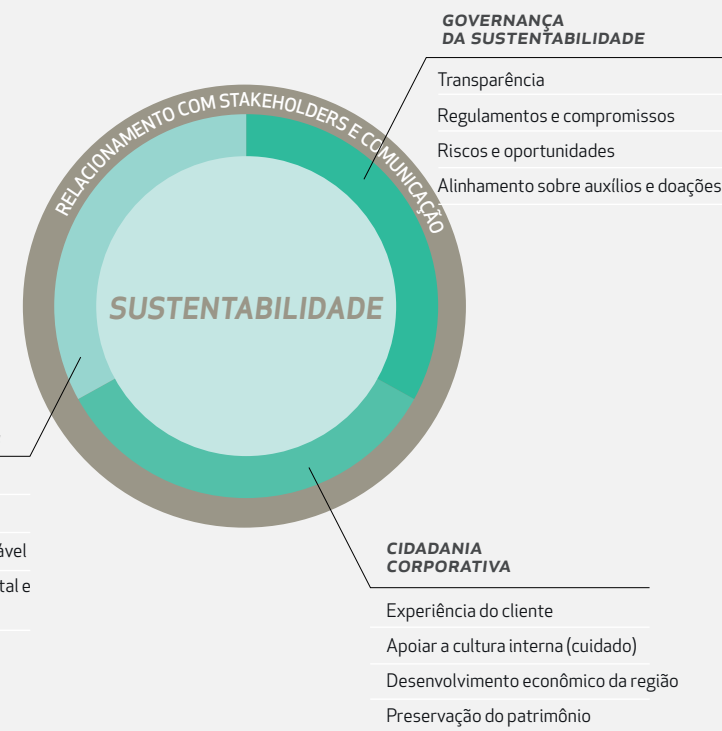 GOVERNANÇA
DA SUSTENTABILIDADE
Transparência
Regulamentos e compromissos
Riscos e oportunidades
Alinhamento sobre auxílios e doações
RELACIONAMENTO COM STAKEHOLDERS E COMUNICAÇÃO
SUSTENTABILIDADE
CIDADANIA
CORPORATIVA
Experiência do cliente
Apoiar a cultura interna (cuidado)
Desenvolvimento econômico da região
Preservação do patrimônio